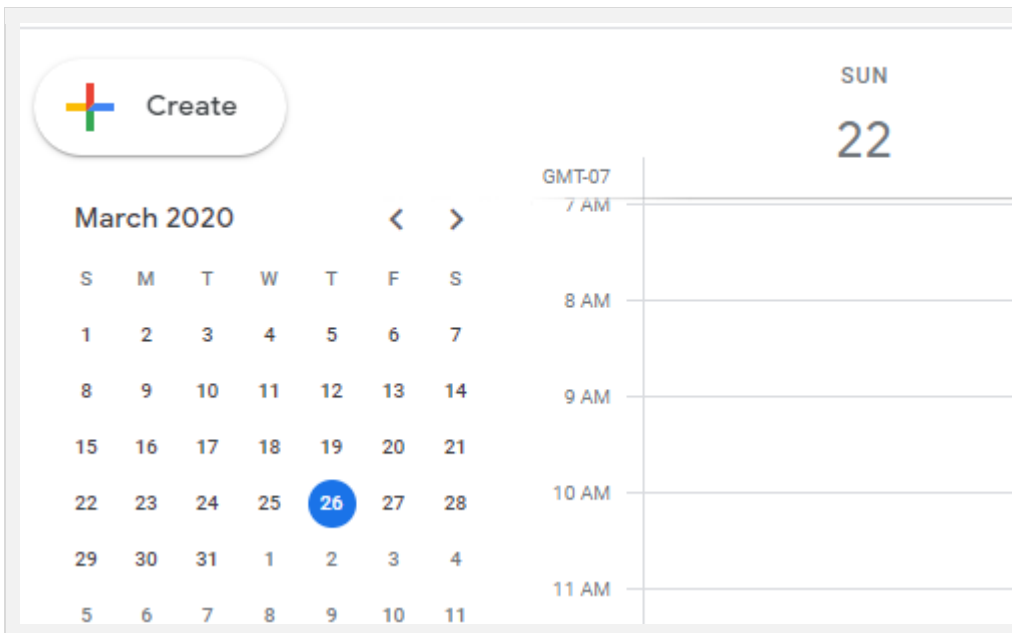 Create
March 2020
S M T W T F S
1 2 3 4 5 6 7
8 9 10 11 12 13 14
15 16 17 18 19 20 21
22 23 24 25 26 27 28
29 30 31 1 2 3 4
5 6 7 8 9 10 11
SUN
22
GMT-07
7 AM
8 AM
9 AM
10 AM
11 AM